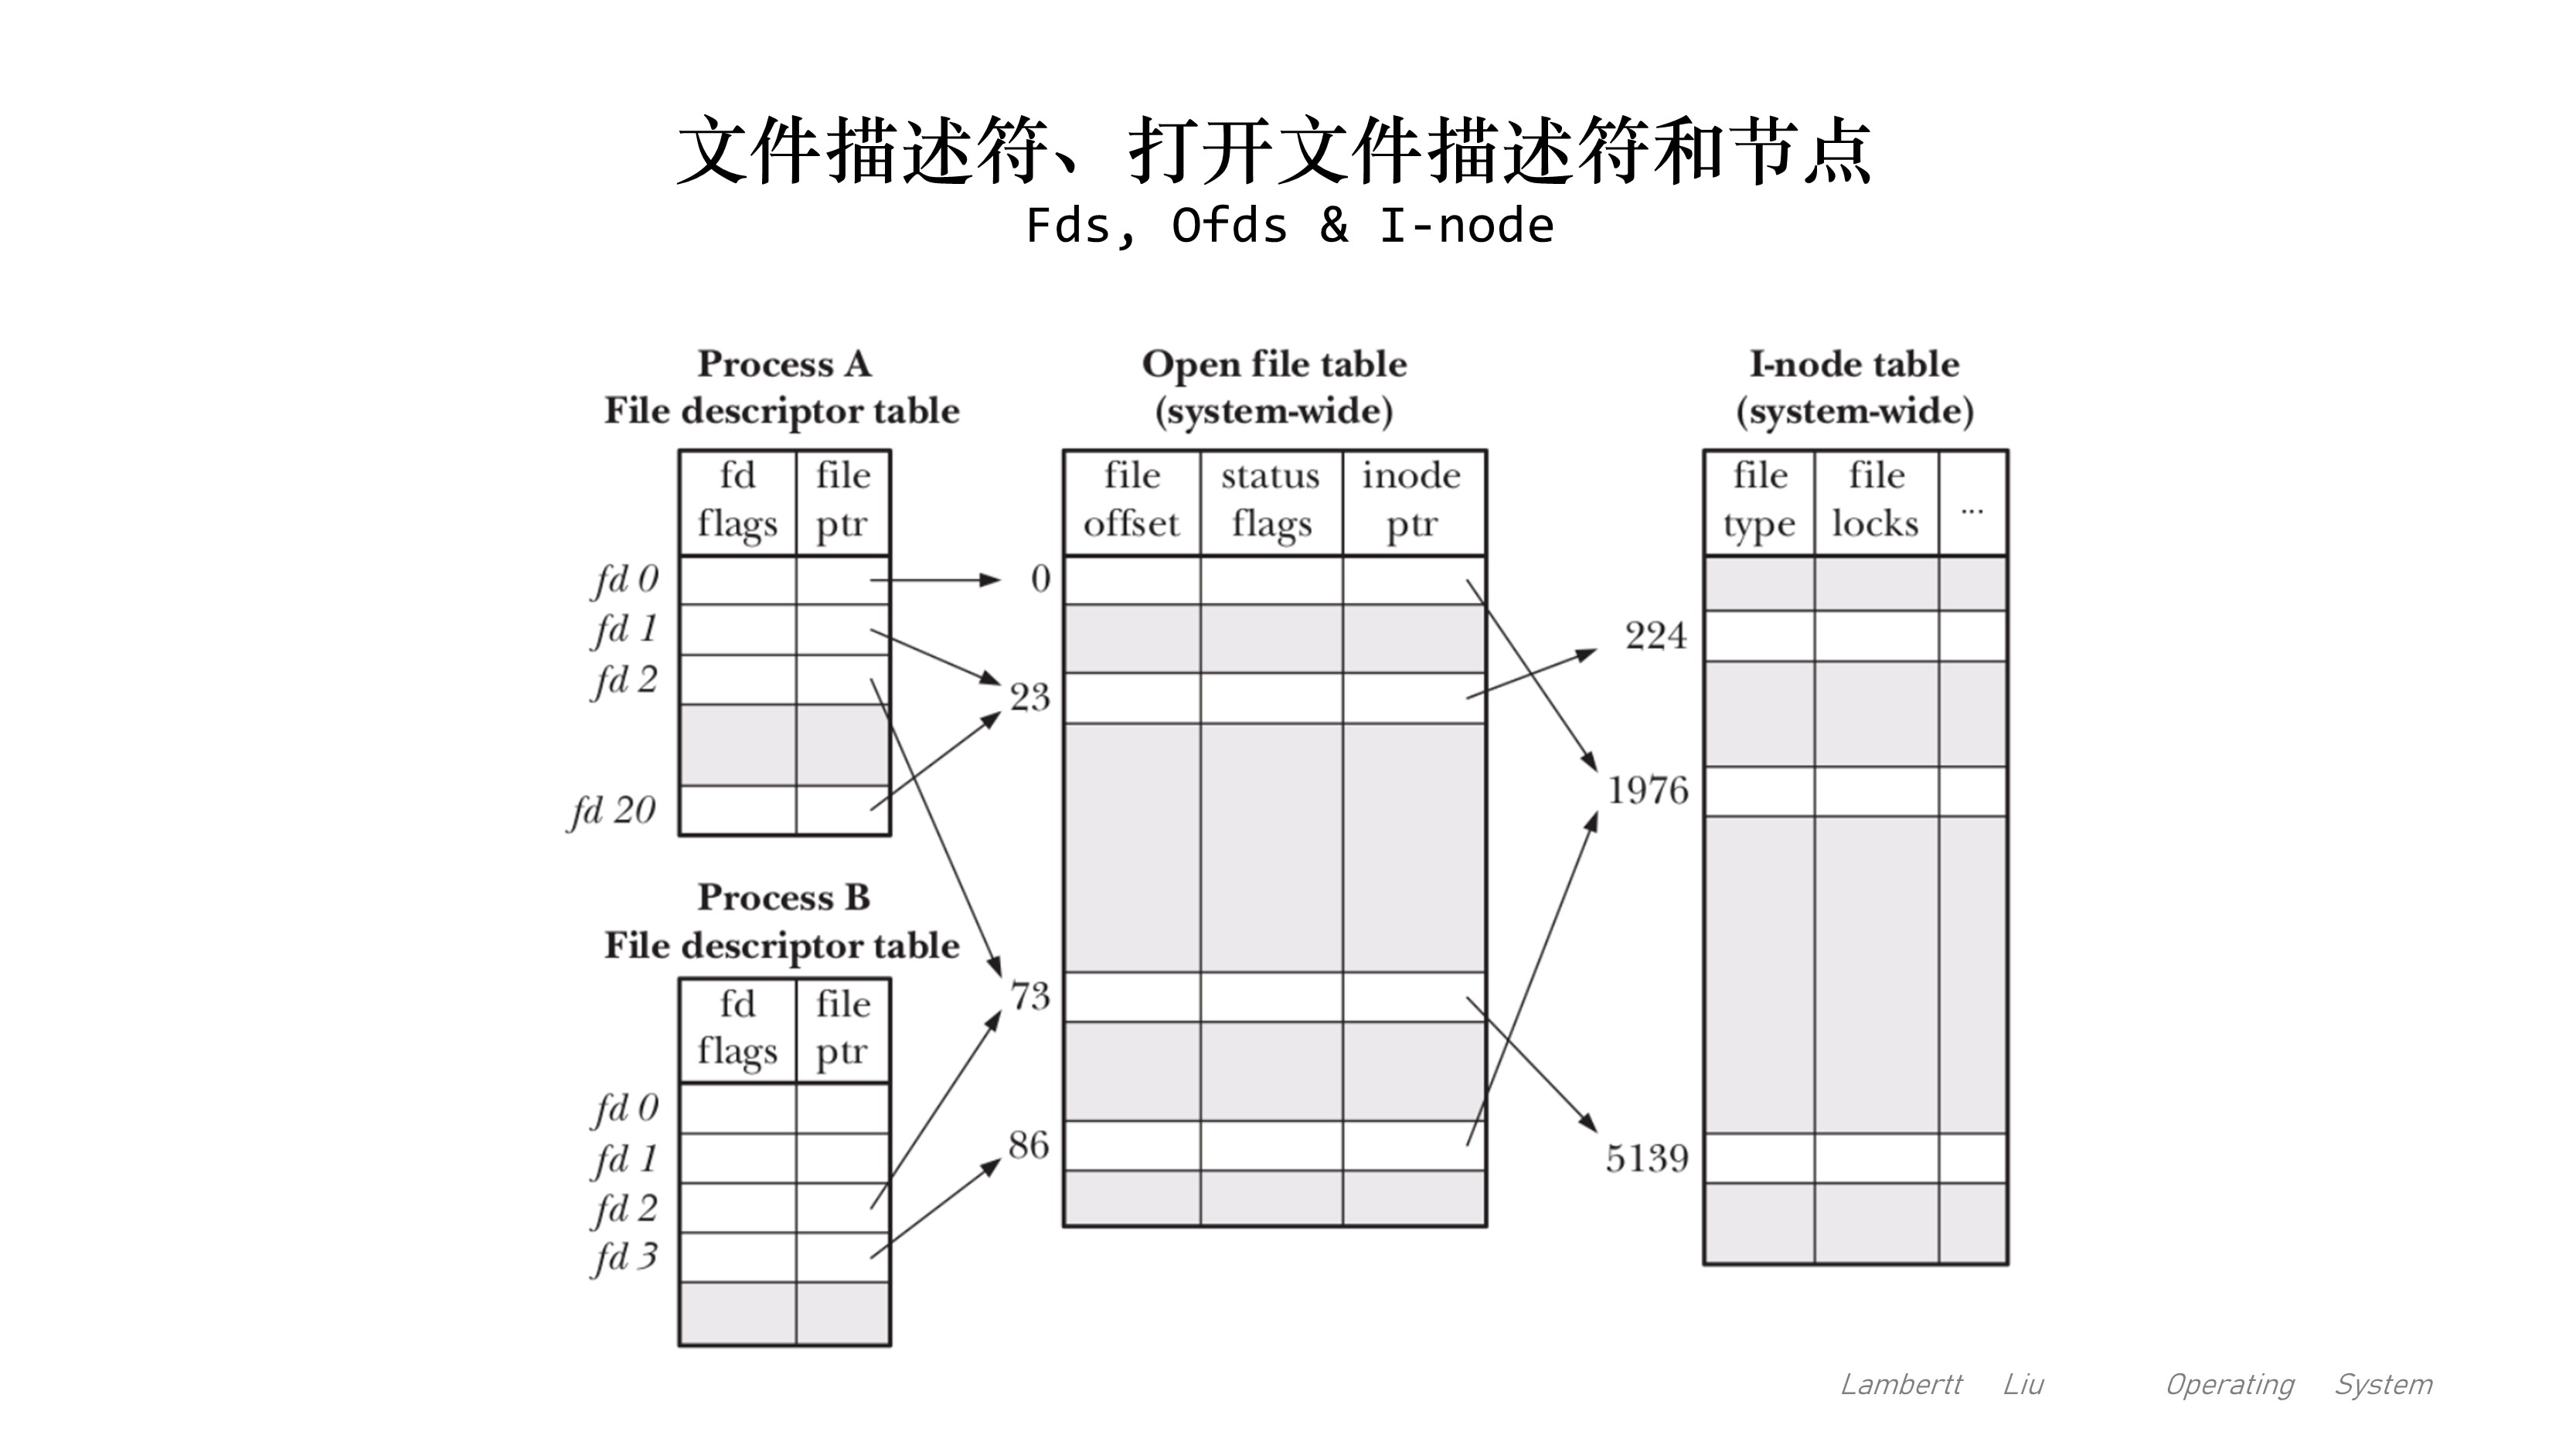 文件描述符、打开文件描述符和节点
Fds, Ofds & I-node
Process A
File descriptor table
fd flags
file ptr
fd 0
fd 1
fd 2
fd 20
Process B
File descriptor table
fd flags
file ptr
fd 0
fd 1
fd 2
fd 3
Open file table
(system-wide)
file offset
status flags
inode ptr
0
23
73
86
I-node table
(system-wide)
file type
file locks
...
224
1976
5139
Lambertt Liu Operating System